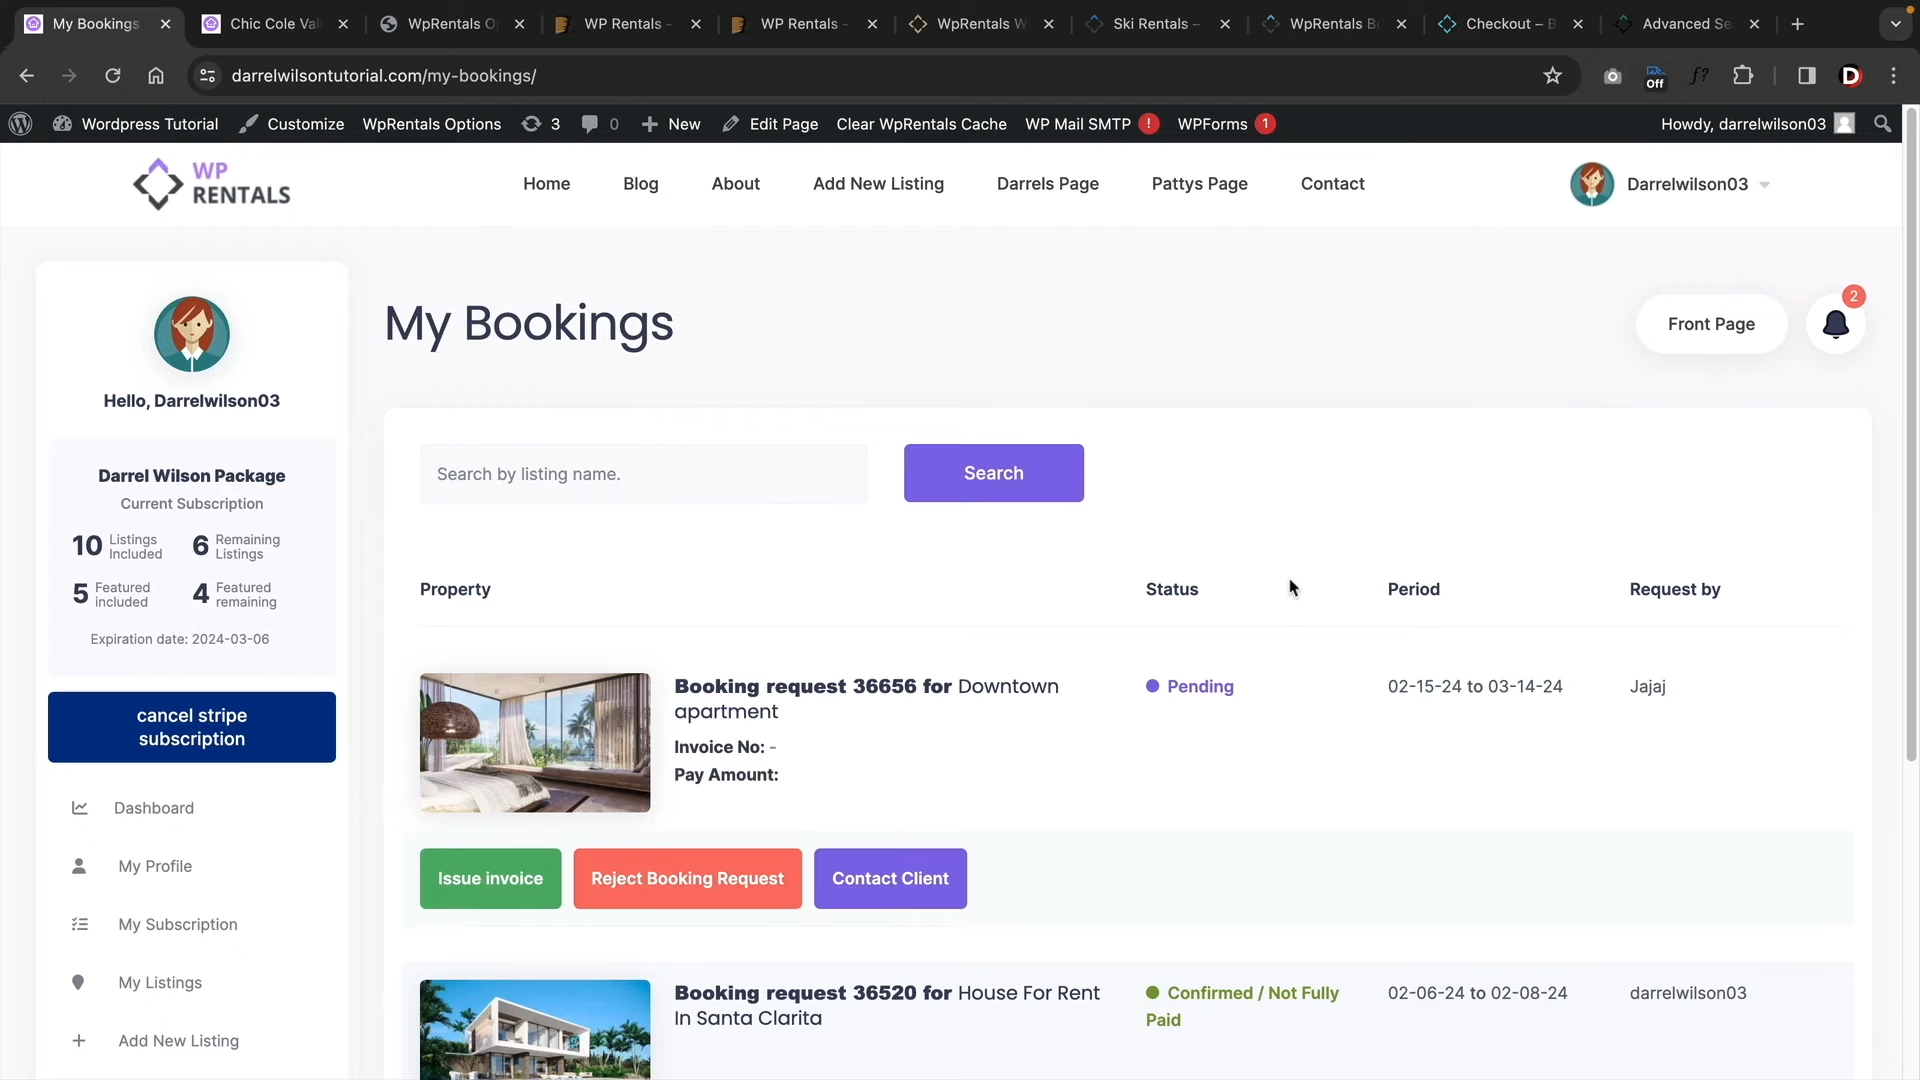 My Bookings
Chic Cole Val
WpRentals O
WP Rentals -
WP Rentals -
WpRentals W
Ski Rentals –
WpRentals B
Checkout – B
Advanced Se
darrelwilsontutorial.com/my-bookings/
Off
f?
D
Wordpress Tutorial
Customize
WpRentals Options
3
0
New
Edit Page
Clear WpRentals Cache
WP Mail SMTP !
WPForms 1
Howdy, darrelwilson03
WP
RENTALS
Home
Blog
About
Add New Listing
Darrels Page
Pattys Page
Contact
Darrelwilson03
Hello, Darrelwilson03
Darrel Wilson Package
Current Subscription
10 Listings Included
6 Remaining Listings
5 Featured included
4 Featured remaining
Expiration date: 2024-03-06
cancel stripe
subscription
Dashboard
My Profile
My Subscription
My Listings
Add New Listing
My Bookings
Front Page
2
Search by listing name.
Search
Property
Status
Period
Request by
Booking request 36656 for Downtown
apartment
Invoice No: -
Pay Amount:
Pending
02-15-24 to 03-14-24
Jajaj
Issue invoice
Reject Booking Request
Contact Client
Booking request 36520 for House For Rent
In Santa Clarita
Confirmed / Not Fully
Paid
02-06-24 to 02-08-24
darrelwilson03